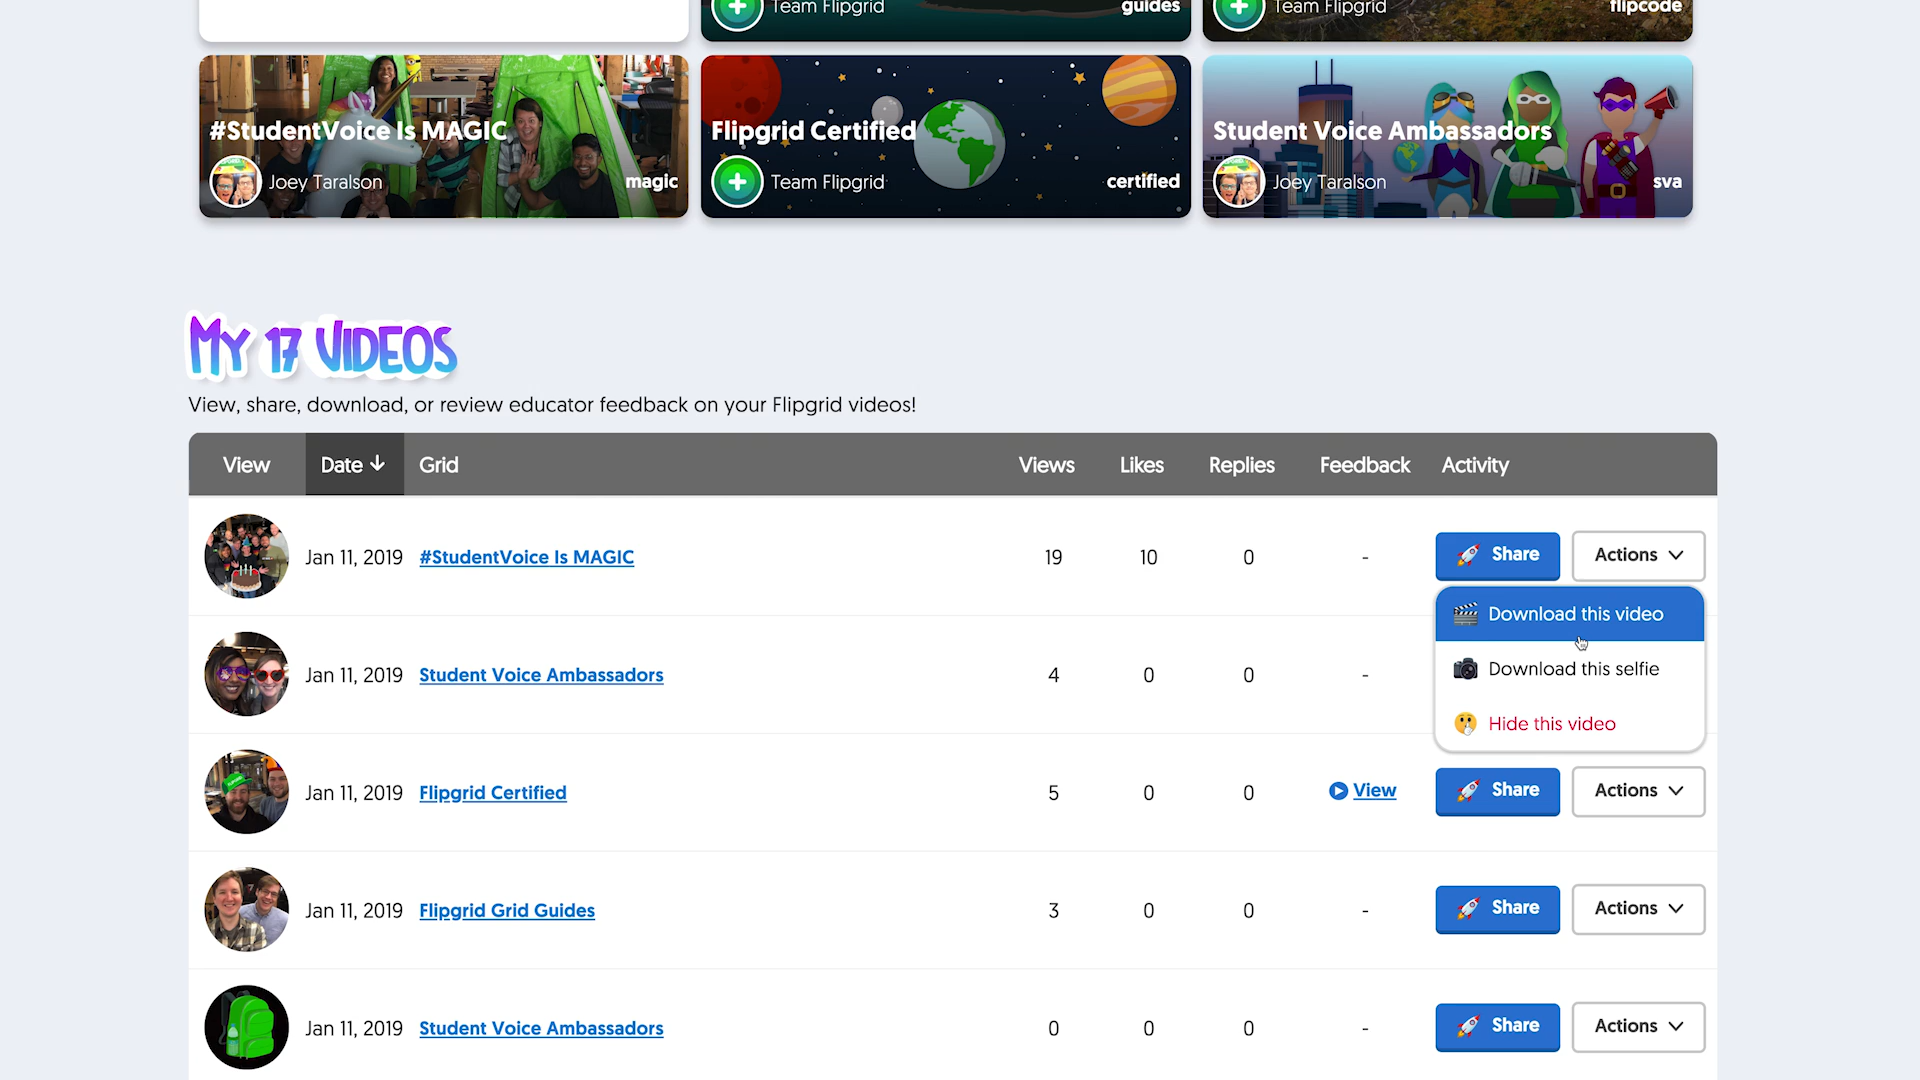 Team Flipgrid guides
Team Flipgrid flipcode
#StudentVoice Is MAGIC
Joey Taralson magic
Flipgrid Certified
Team Flipgrid certified
Student Voice Ambassadors
Joey Taralson sva
My 17 Videos
View, share, download, or review educator feedback on your Flipgrid videos!
View Date Grid Views Likes Replies Feedback Activity
Jan 11, 2019 #StudentVoice Is MAGIC 19 10 0 - Share Actions
Download this video
Jan 11, 2019 Student Voice Ambassadors 4 0 0 -
Download this selfie
Hide this video
Jan 11, 2019 Flipgrid Certified 5 0 0 View Share Actions
Jan 11, 2019 Flipgrid Grid Guides 3 0 0 - Share Actions
Jan 11, 2019 Student Voice Ambassadors 0 0 0 - Share Actions